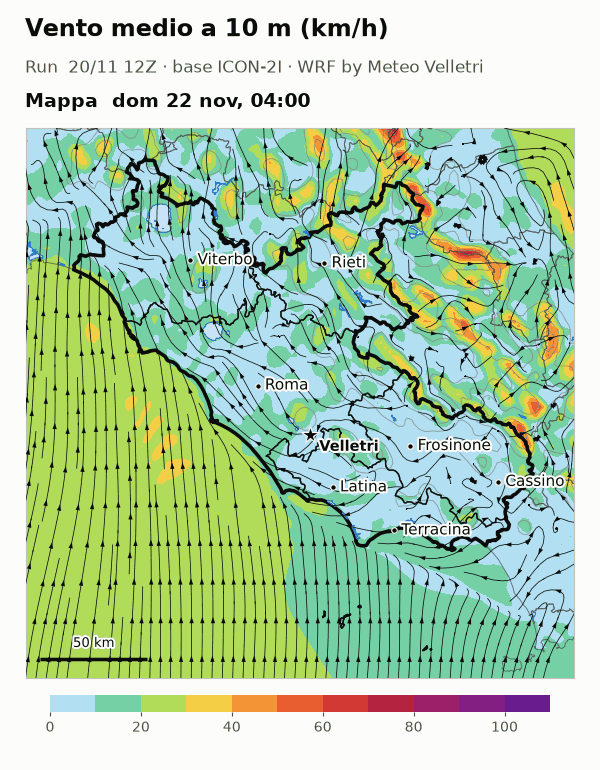 Vento medio a 10 m (km/h)
Run  20/11 12Z · base ICON-2I · WRF by Meteo Velletri
Mappa  dom 22 nov, 04:00
Viterbo
Rieti
Roma
Velletri
Frosinone
Cassino
Latina
Terracina
50 km
0 20 40 60 80 100